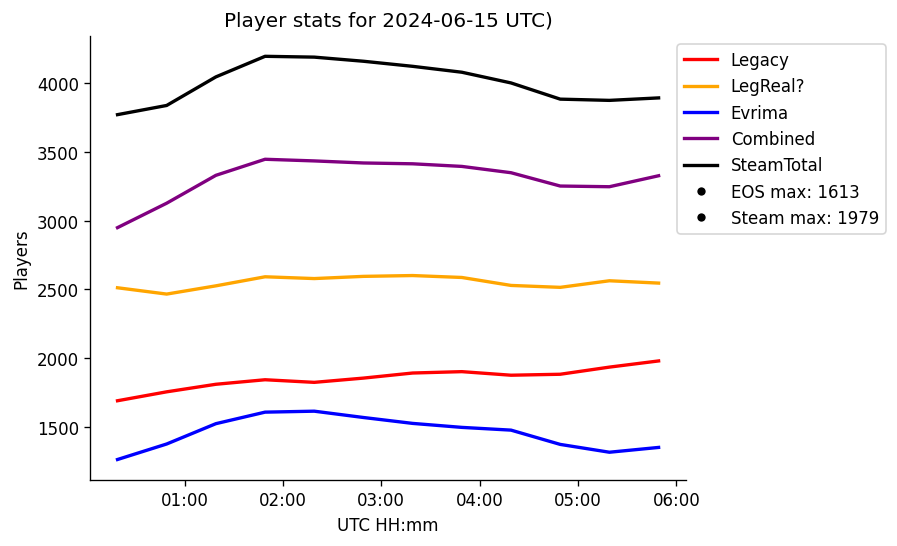 Player stats for 2024-06-15 UTC)
Players
4000
3500
3000
2500
2000
1500
01:00 02:00 03:00 04:00 05:00 06:00
UTC HH:mm
Legacy
LegReal?
Evrima
Combined
SteamTotal
EOS max: 1613
Steam max: 1979